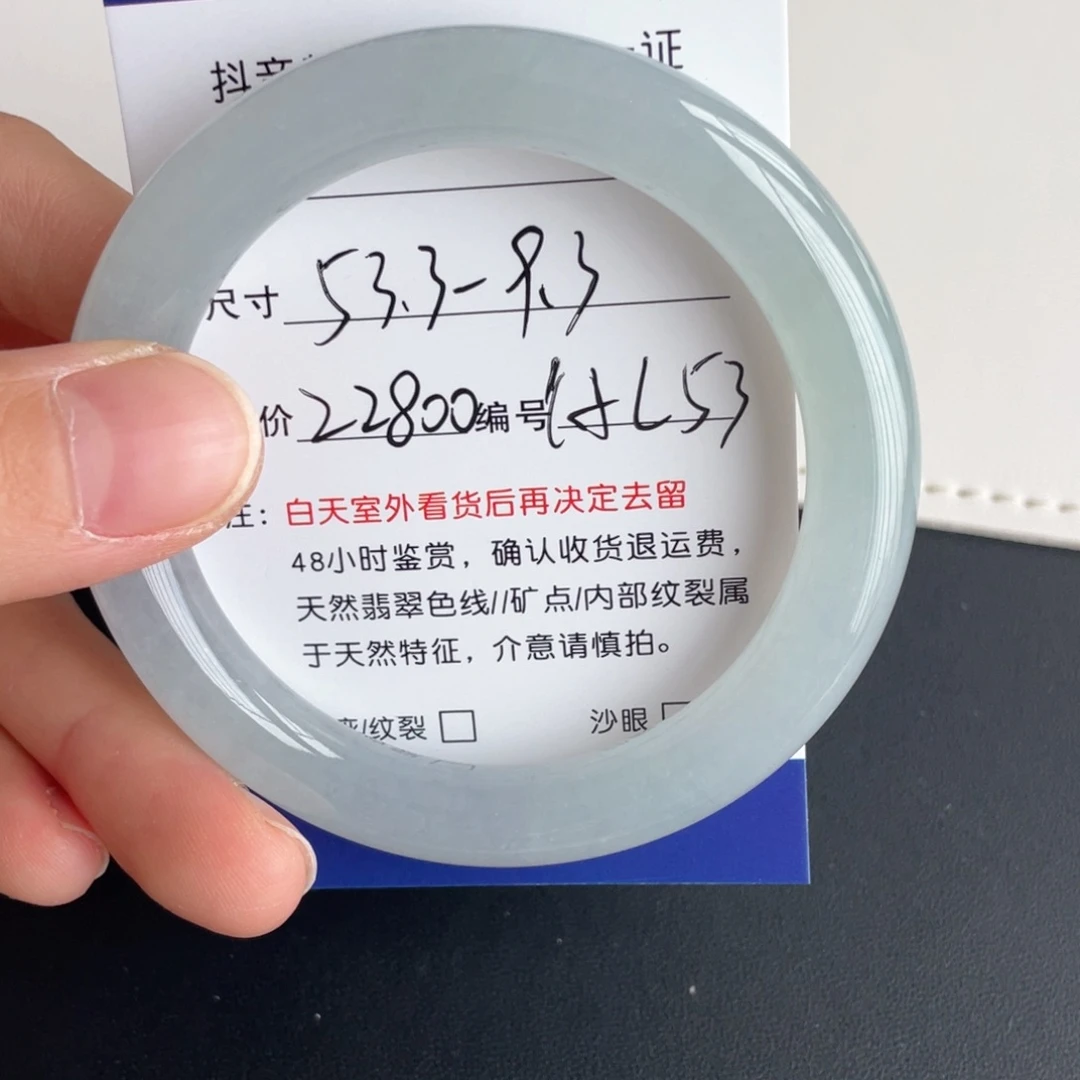 抖音 证
尺寸 53.3-9.3
价 22800 编号 L53
注：白天室外看货后再决定去留
48小时鉴赏，确认收货退运费，
天然翡翠色线//矿点/内部纹裂属
于天然特征，介意请慎拍。
/纹裂 □ 沙眼 □